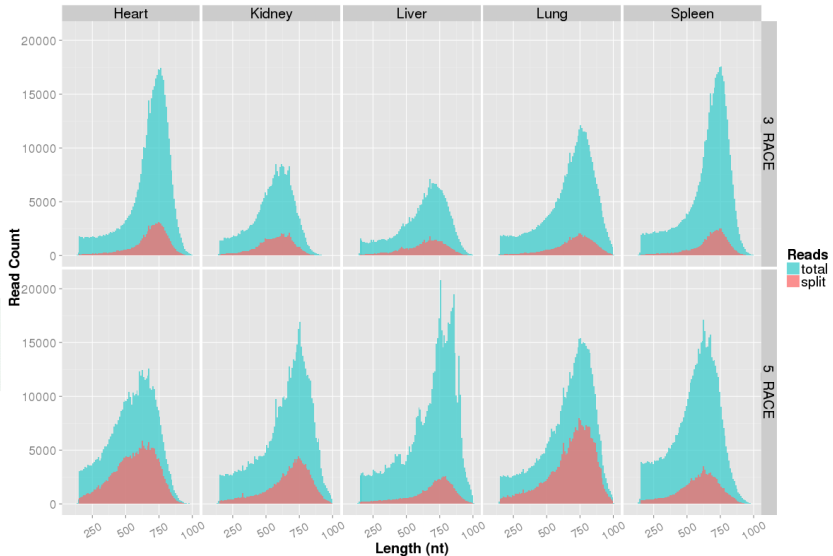 Heart Kidney Liver Lung Spleen
20000
15000
10000
5000
0
3 RACE
Read Count
20000
15000
10000
5000
0
5 RACE
Reads
total
split
250 500 750 1000 250 500 750 1000 250 500 750 1000 250 500 750 1000 250 500 750 1000
Length (nt)